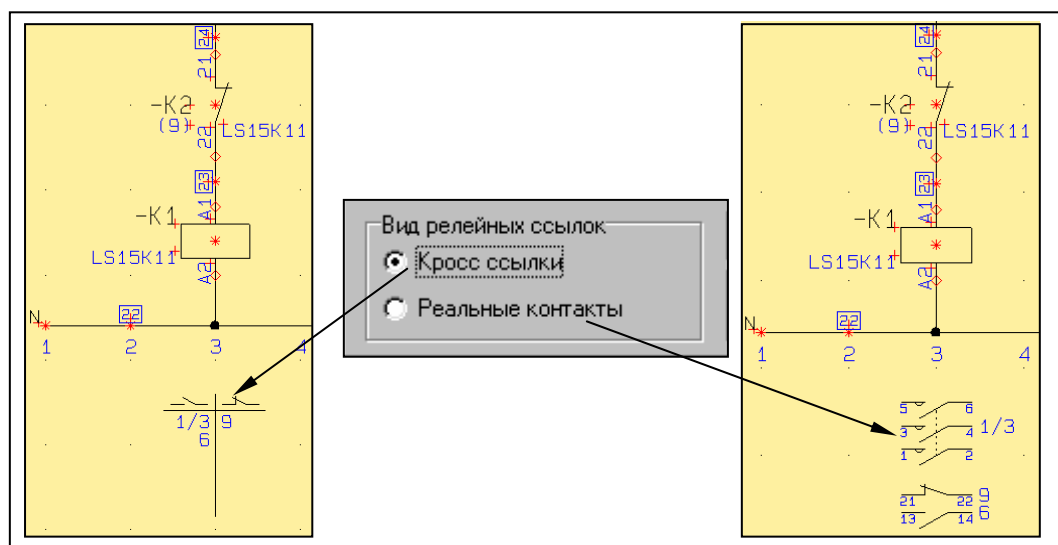 24
21
-K2
(9)
22
LS15K11
23
A1
-K1
LS15K11
A2
N
22
1 2 3 4
1/3 9
6
Вид релейных ссылок
Кросс ссылки
Реальные контакты
24
21
-K2
(9)
22
LS15K11
23
A1
-K1
LS15K11
A2
N
22
1 2 3 4
5 6
3 4 1/3
1 2
21 22 9
13 14 6